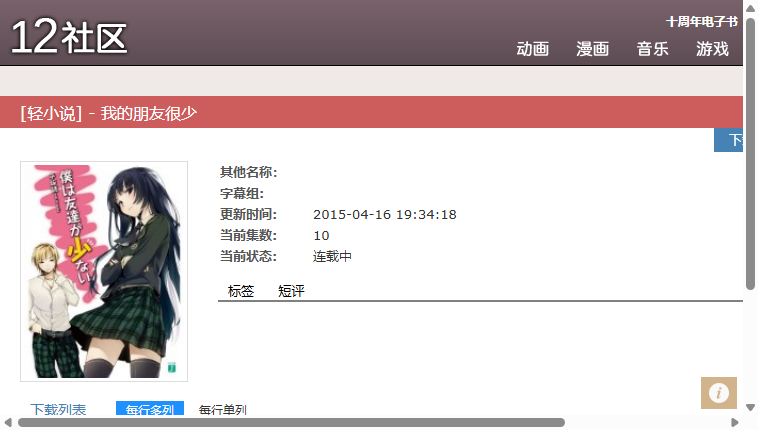 12社区
十周年电子书
动画 漫画 音乐 游戏
[轻小说] - 我的朋友很少
其他名称:
字幕组:
更新时间: 2015-04-16 19:34:18
当前集数: 10
当前状态: 连载中
标签 短评
僕は友達が少ない
下载列表 每行多列 每行单列